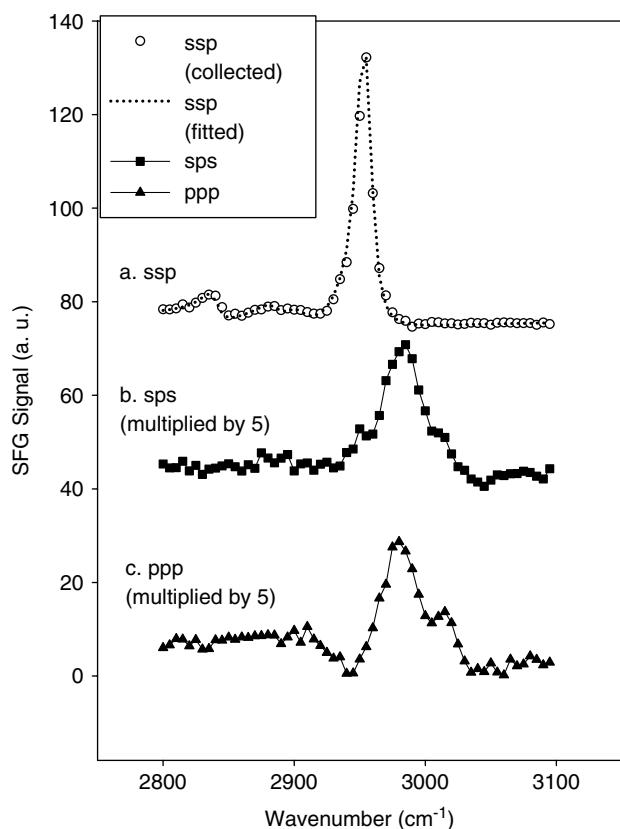 140
120
100
80
60
40
20
0
SFG Signal (a. u.)
ssp
(collected)
ssp
(fitted)
sps
ppp
a. ssp
b. sps
(multiplied by 5)
c. ppp
(multiplied by 5)
2800 2900 3000 3100
Wavenumber (cm-1)